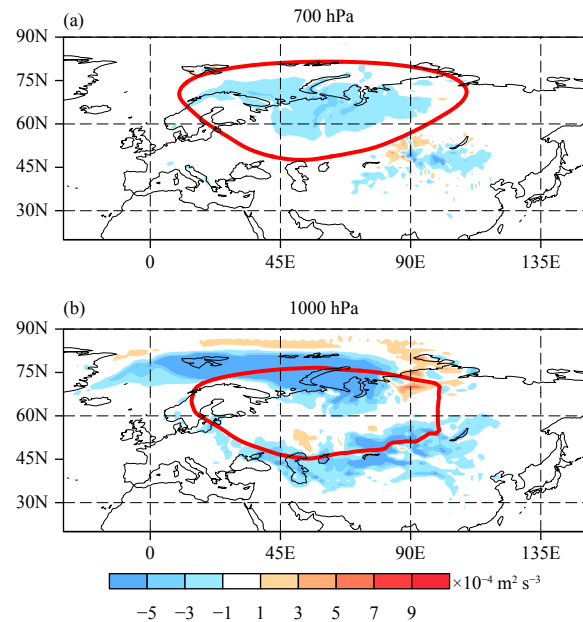 (a) 700 hPa
90N
75N
60N
45N
30N
0 45E 90E 135E
(b) 1000 hPa
90N
75N
60N
45N
30N
0 45E 90E 135E
×10⁻⁴ m² s⁻³
−5 −3 −1 1 3 5 7 9